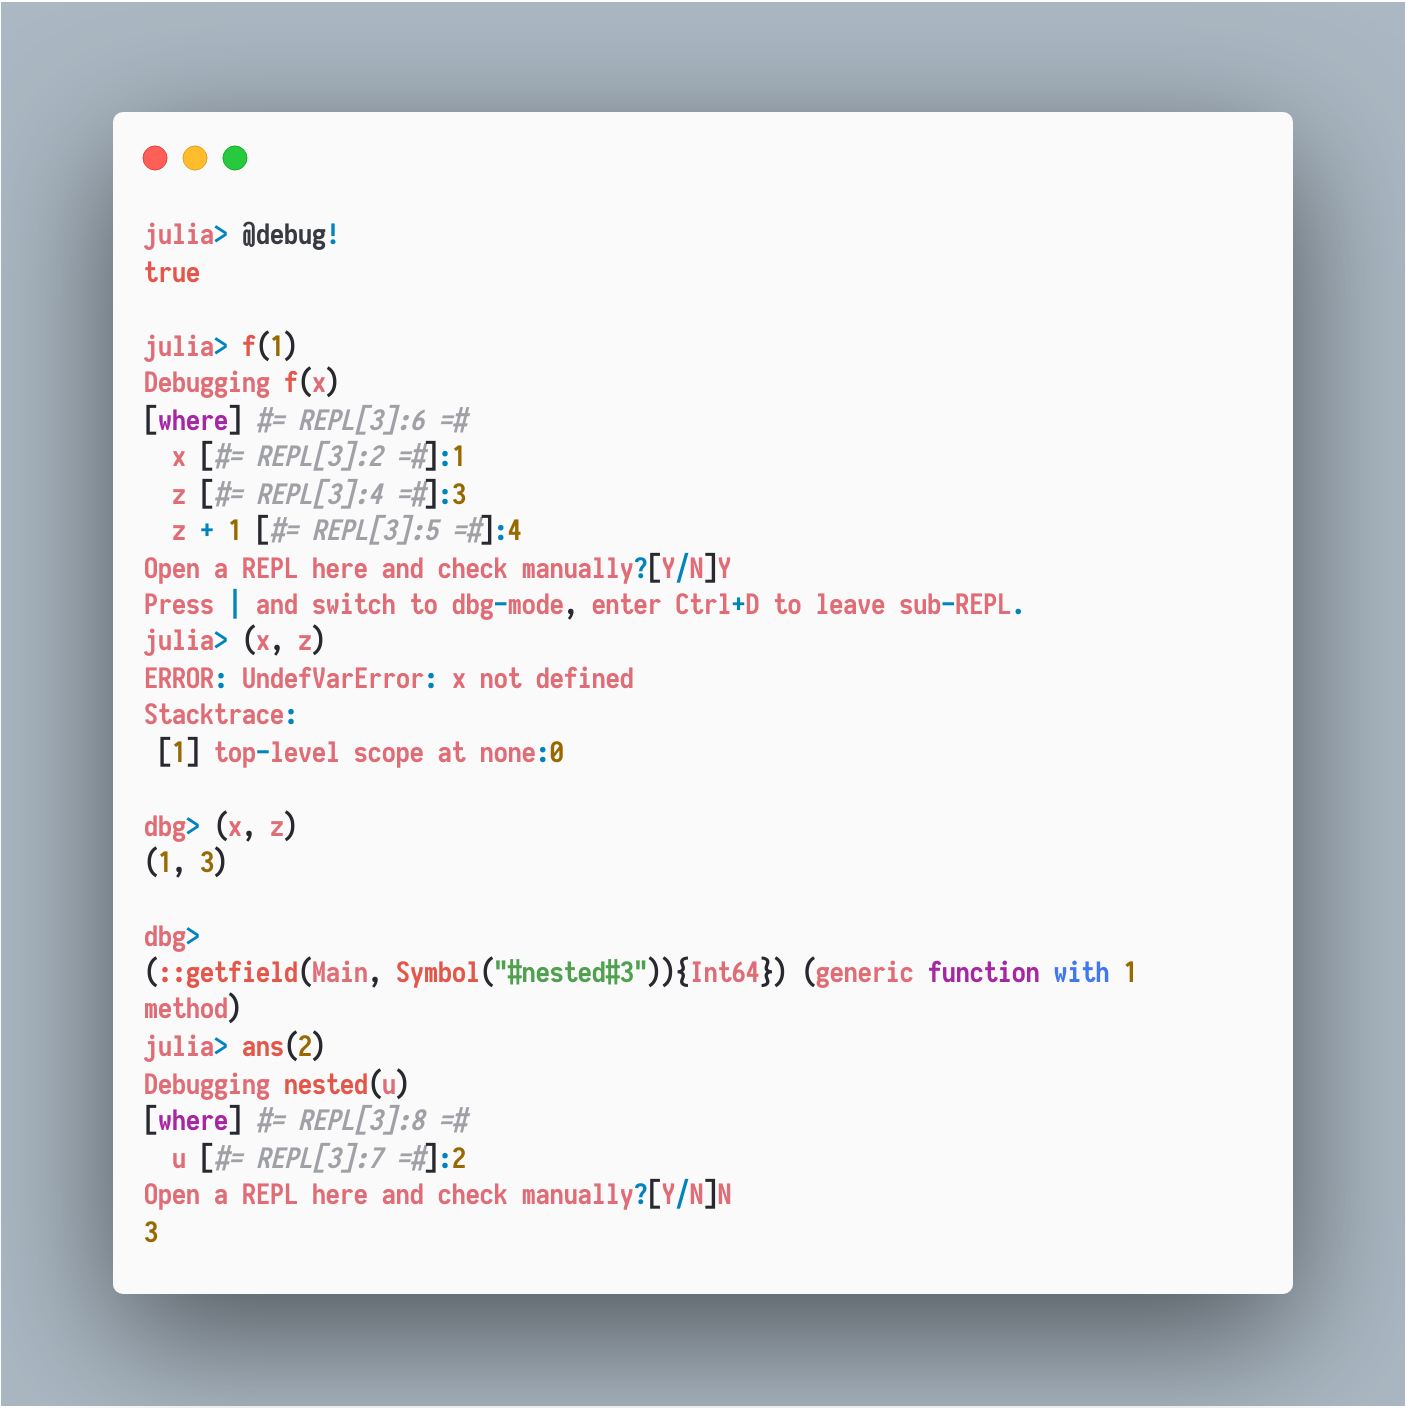 julia> @debug!
true

julia> f(1)
Debugging f(x)
[where] #= REPL[3]:6 =#
  x [#= REPL[3]:2 =#]:1
  z [#= REPL[3]:4 =#]:3
  z + 1 [#= REPL[3]:5 =#]:4
Open a REPL here and check manually?[Y/N]Y
Press | and switch to dbg-mode, enter Ctrl+D to leave sub-REPL.
julia> (x, z)
ERROR: UndefVarError: x not defined
Stacktrace:
 [1] top-level scope at none:0

dbg> (x, z)
(1, 3)

dbg>
(::getfield(Main, Symbol("#nested#3")){Int64}) (generic function with 1
method)
julia> ans(2)
Debugging nested(u)
[where] #= REPL[3]:8 =#
  u [#= REPL[3]:7 =#]:2
Open a REPL here and check manually?[Y/N]N
3